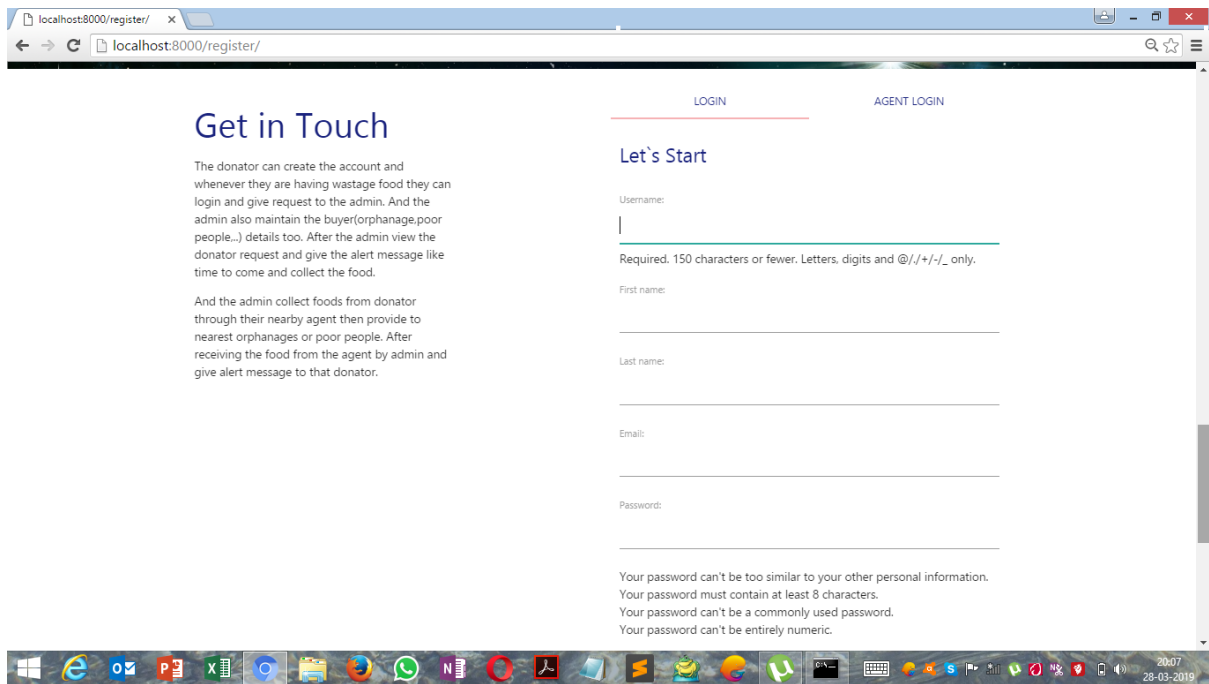 localhost:8000/register/
localhost:8000/register/
LOGIN
AGENT LOGIN
Get in Touch
The donator can create the account and
whenever they are having wastage food they can
login and give request to the admin. And the
admin also maintain the buyer(orphanage,poor
people,..) details too. After the admin view the
donator request and give the alert message like
time to come and collect the food.
And the admin collect foods from donator
through their nearby agent then provide to
nearest orphanages or poor people. After
receiving the food from the agent by admin and
give alert message to that donator.
Let`s Start
Username:
Required. 150 characters or fewer. Letters, digits and @/./+/-/_ only.
First name:
Last name:
Email:
Password:
Your password can't be too similar to your other personal information.
Your password must contain at least 8 characters.
Your password can't be a commonly used password.
Your password can't be entirely numeric.
20:07
28-03-2019